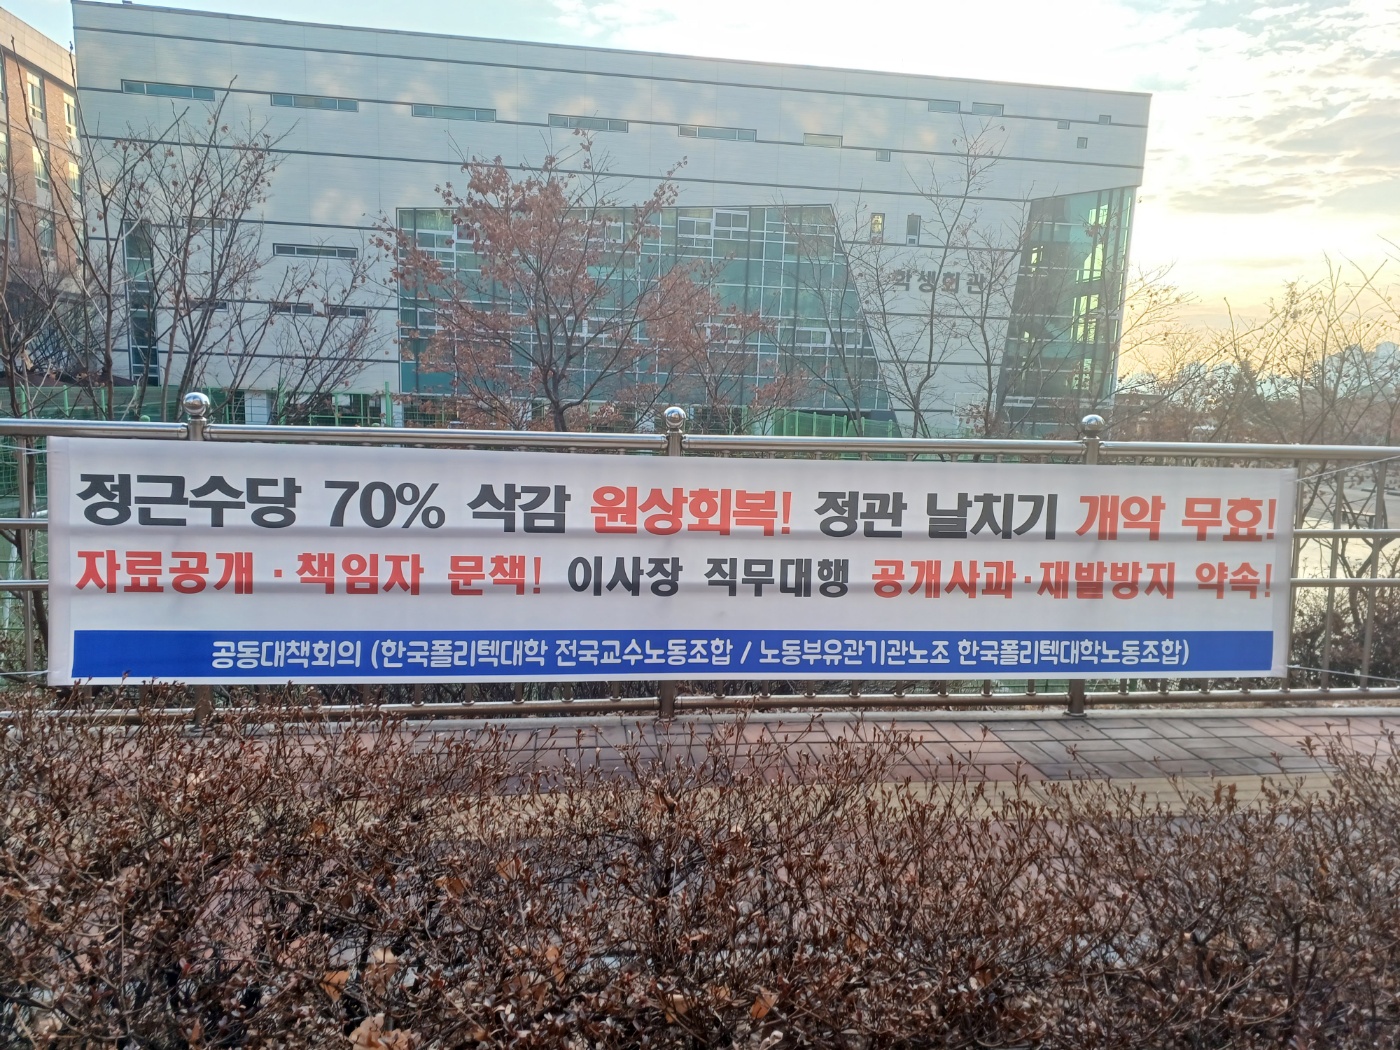 학생회관
정근수당 70% 삭감 원상회복! 정관 날치기 개악 무효!
자료공개·책임자 문책! 이사장 직무대행 공개사과·재발방지 약속!
공동대책회의 (한국폴리텍대학 전국교수노동조합 / 노동부유관기관노조 한국폴리텍대학노동조합)